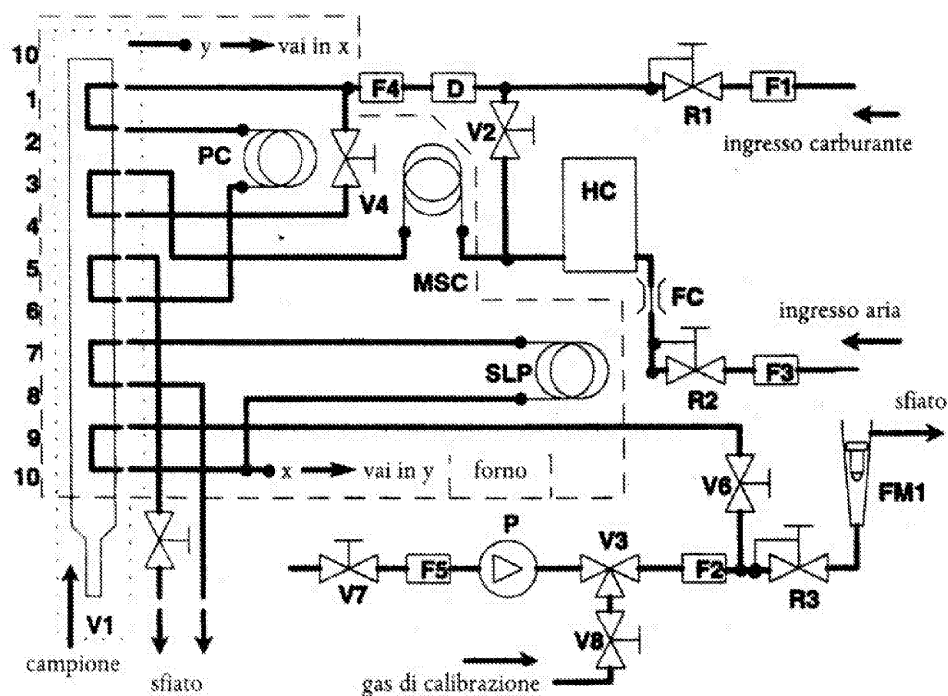 10
y
vai in x
1
F4
D
F1
R1
V2
ingresso carburante
2
PC
HC
3
V4
4
5
MSC
FC
6
ingresso aria
7
SLP
F3
8
R2
sfiato
9
10
x
vai in y
forno
V6
FM1
P
V3
F5
F2
V7
R3
V1
V8
campione
sfiato
gas di calibrazione